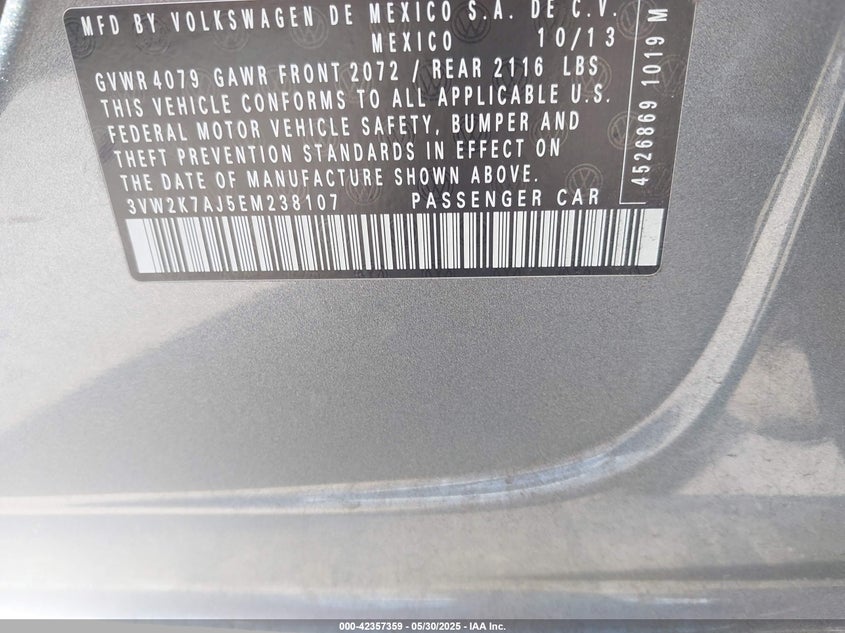 MFD BY VOLKSWAGEN DE MEXICO S.A. DE C.V.
MEXICO 10/13
GVWR 4079 GAWR FRONT 2072 / REAR 2116 LBS
THIS VEHICLE CONFORMS TO ALL APPLICABLE U.S.
FEDERAL MOTOR VEHICLE SAFETY, BUMPER AND
THEFT PREVENTION STANDARDS IN EFFECT ON
THE DATE OF MANUFACTURE SHOWN ABOVE.
3VW2K7AJ5EM238107 PASSENGER CAR
4526869 1019 M
000-42357359 - 05/30/2025 - IAA Inc.